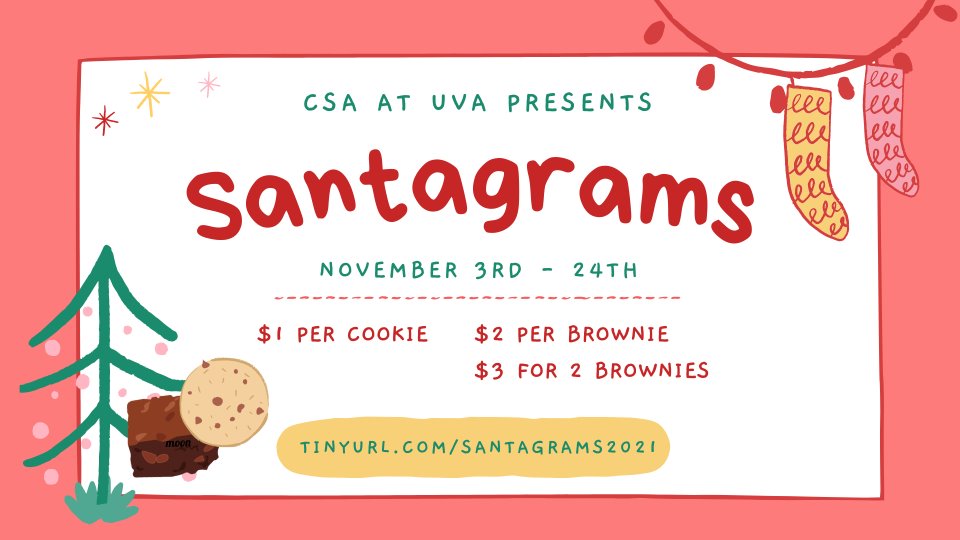 CSA AT UVA PRESENTS
Santagrams
NOVEMBER 3RD - 24TH
$1 PER COOKIE
$2 PER BROWNIE
$3 FOR 2 BROWNIES
moon
TINYURL.COM/SANTAGRAMS2021